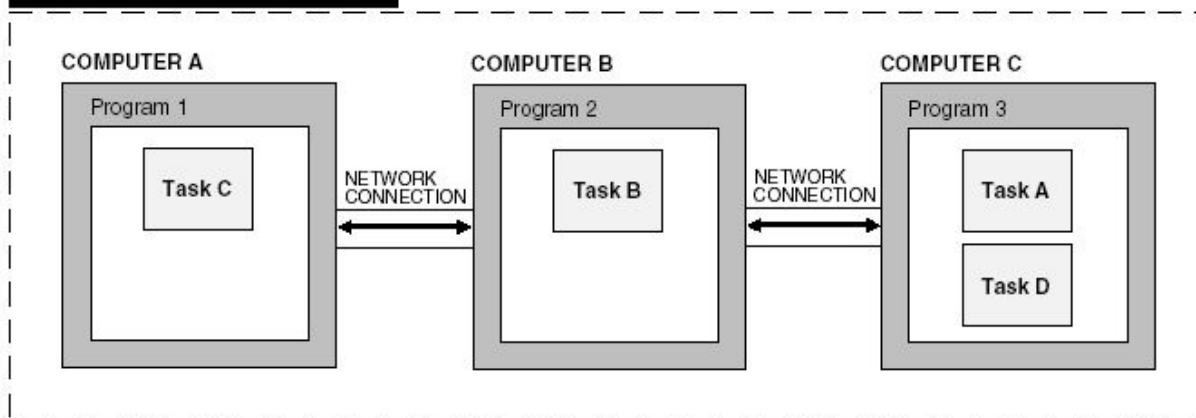 COMPUTER A
Program 1
Task C
NETWORK
CONNECTION
COMPUTER B
Program 2
Task B
NETWORK
CONNECTION
COMPUTER C
Program 3
Task A
Task D